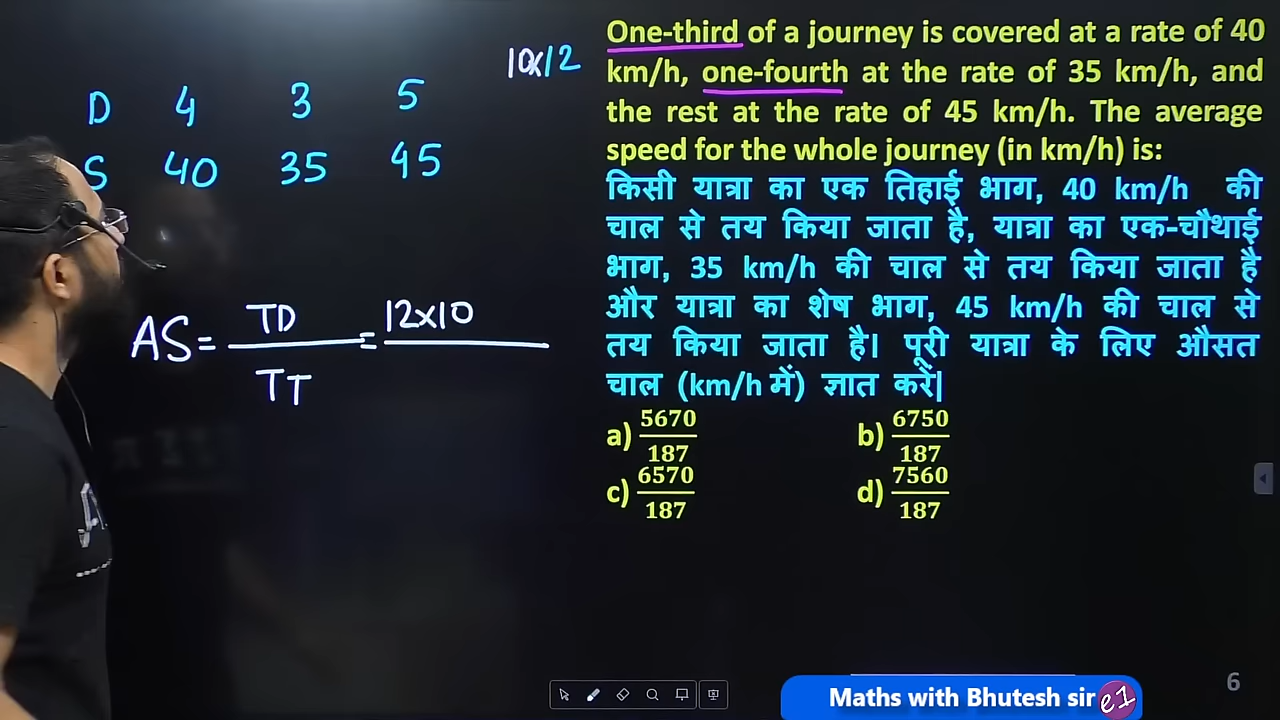 10x12
D 4 3 5
S 40 35 45
AS= TD/TT = 12x10
One-third of a journey is covered at a rate of 40
km/h, one-fourth at the rate of 35 km/h, and
the rest at the rate of 45 km/h. The average
speed for the whole journey (in km/h) is:
किसी यात्रा का एक तिहाई भाग, 40 km/h की
चाल से तय किया जाता है, यात्रा का एक-चौथाई
भाग, 35 km/h की चाल से तय किया जाता है
और यात्रा का शेष भाग, 45 km/h की चाल से
तय किया जाता है। पूरी यात्रा के लिए औसत
चाल (km/h में) ज्ञात करें|
a) 5670/187 b) 6750/187
c) 6570/187 d) 7560/187
6
Maths with Bhutesh sir e1